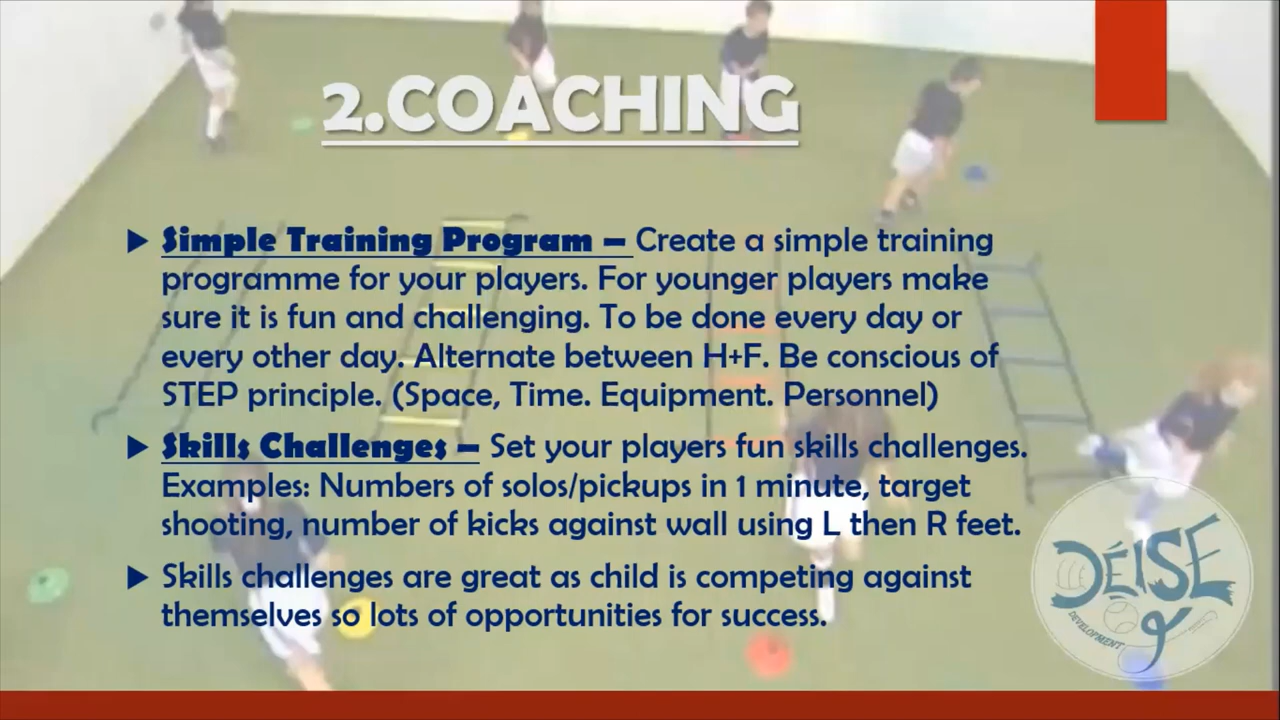 2.COACHING
Simple Training Program – Create a simple training
programme for your players. For younger players make
sure it is fun and challenging. To be done every day or
every other day. Alternate between H+F. Be conscious of
STEP principle. (Space, Time. Equipment. Personnel)
Skills Challenges – Set your players fun skills challenges.
Examples: Numbers of solos/pickups in 1 minute, target
shooting, number of kicks against wall using L then R feet.
Skills challenges are great as child is competing against
themselves so lots of opportunities for success.
DÉISE
DEVELOPMENT
g